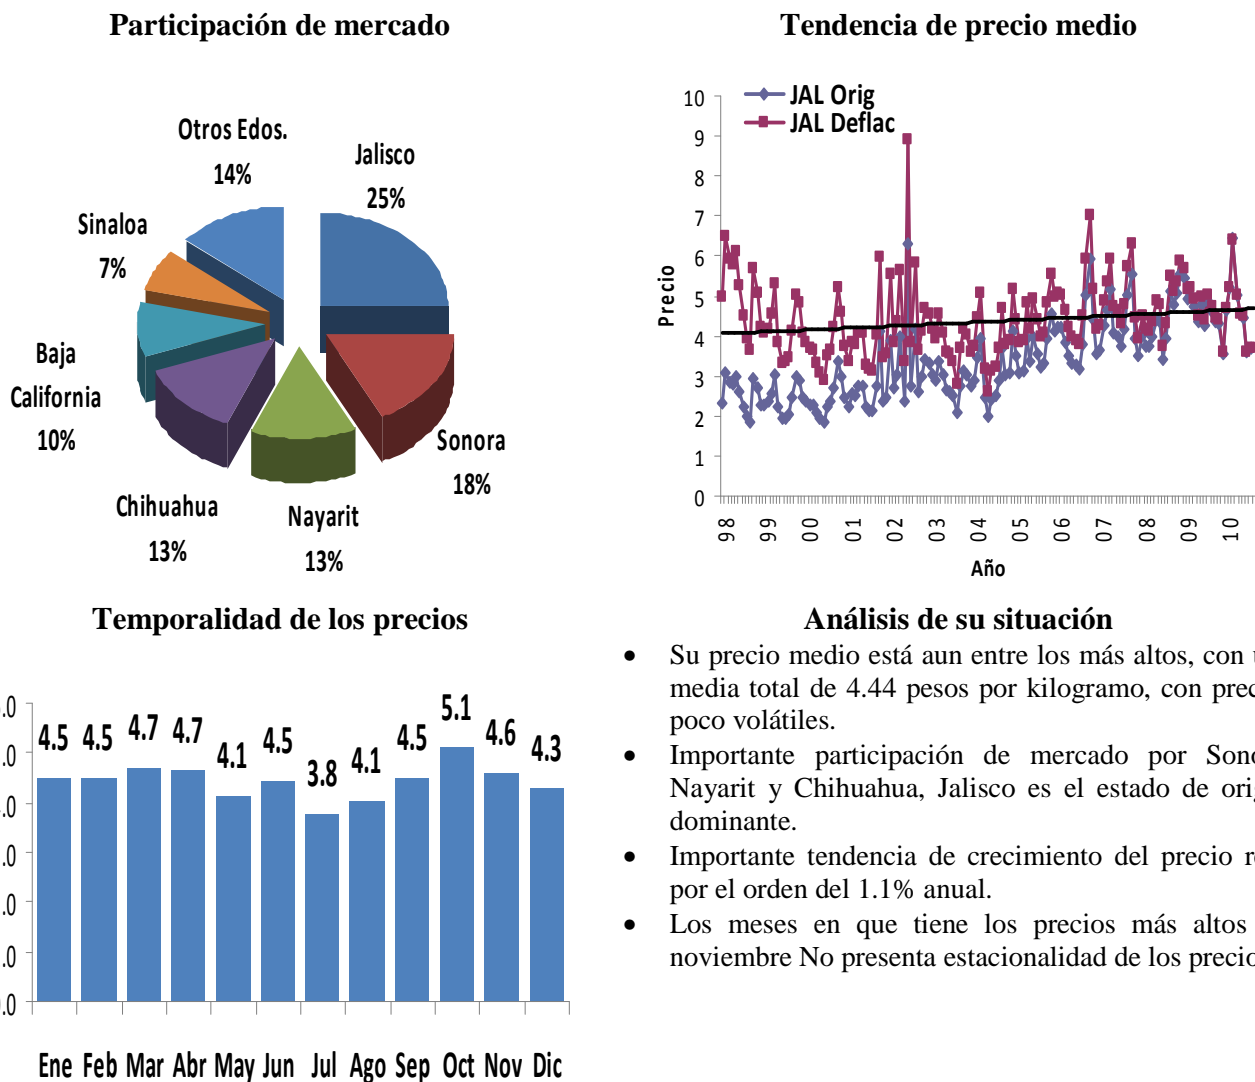 Participación de mercado
Otros Edos.
14%
Jalisco
25%
Sinaloa
7%
Baja
California
10%
Sonora
18%
Chihuahua
13%
Nayarit
13%
Tendencia de precio medio
JAL Orig
JAL Deflac
10
9
8
7
6
5
4
3
2
1
0
Precio
98 99 00 01 02 03 04 05 06 07 08 09 10
Año
Temporalidad de los precios
4.5 4.5 4.7 4.7 4.1 4.5 3.8 4.1 4.5 5.1 4.6 4.3
.0
.0
.0
.0
.0
.0
.0
Ene Feb Mar Abr May Jun Jul Ago Sep Oct Nov Dic
Análisis de su situación
• Su precio medio está aun entre los más altos, con
media total de 4.44 pesos por kilogramo, con
poco volátiles.
• Importante participación de mercado por
Nayarit y Chihuahua, Jalisco es el estado de
dominante.
• Importante tendencia de crecimiento del precio
por el orden del 1.1% anual.
• Los meses en que tiene los precios más altos
noviembre No presenta estacionalidad de los precio